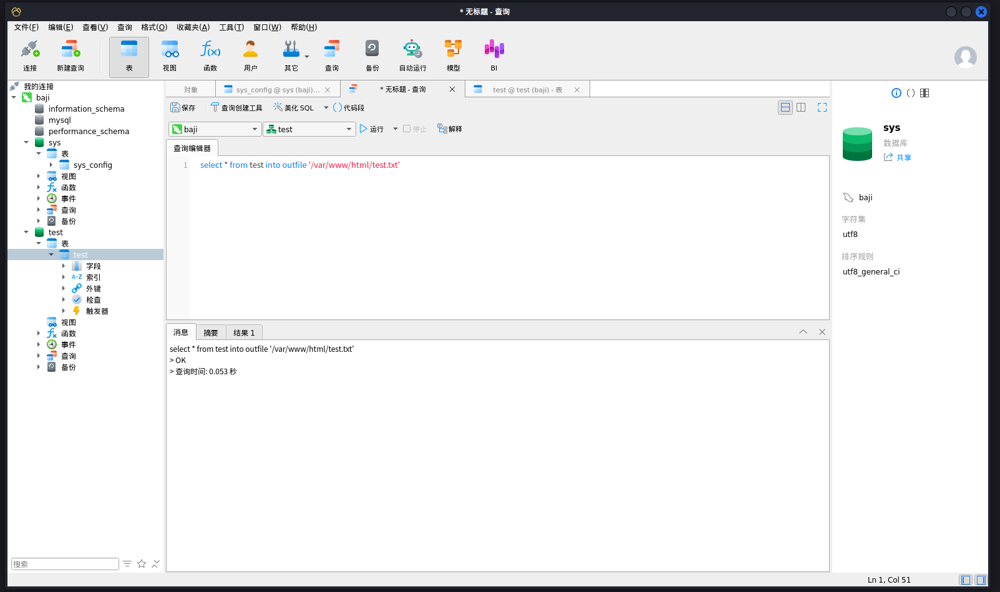 * 无标题 - 查询
文件(F) 编辑(E) 查看(V) 查询 格式(O) 收藏夹(A) 工具(T) 窗口(W) 帮助(H)
连接 新建查询 表 视图 函数 用户 其它 查询 备份 自动运行 模型 BI
我的连接
baji
information_schema
mysql
performance_schema
sys
表
sys_config
视图
函数
事件
查询
备份
test
表
test
字段
A-Z 索引
外键
检查
触发器
视图
函数
事件
查询
备份
搜索
对象 sys_config @ sys (baji)... * 无标题 - 查询 test @ test (baji) - 表
保存 查询创建工具 美化 SQL () 代码段
baji test 运行 停止 解释
查询编辑器
1 select * from test into outfile '/var/www/html/test.txt'
消息 摘要 结果 1
select * from test into outfile '/var/www/html/test.txt'
> OK
> 查询时间: 0.053 秒
sys
数据库
共享
baji
字符集
utf8
排序规则
utf8_general_ci
Ln 1, Col 51